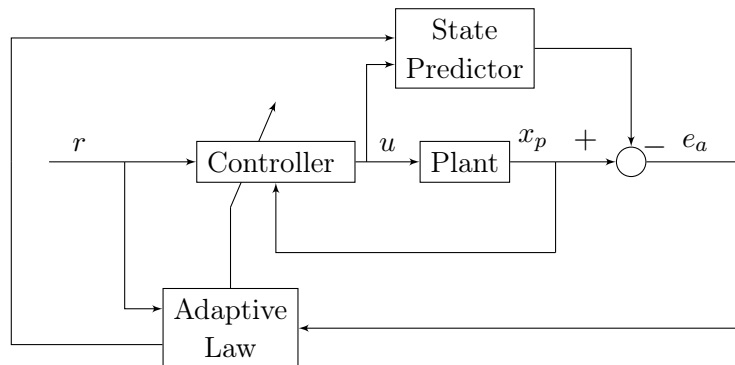 State
Predictor
r
Controller
u
Plant
x_p
+
−
e_a
Adaptive
Law